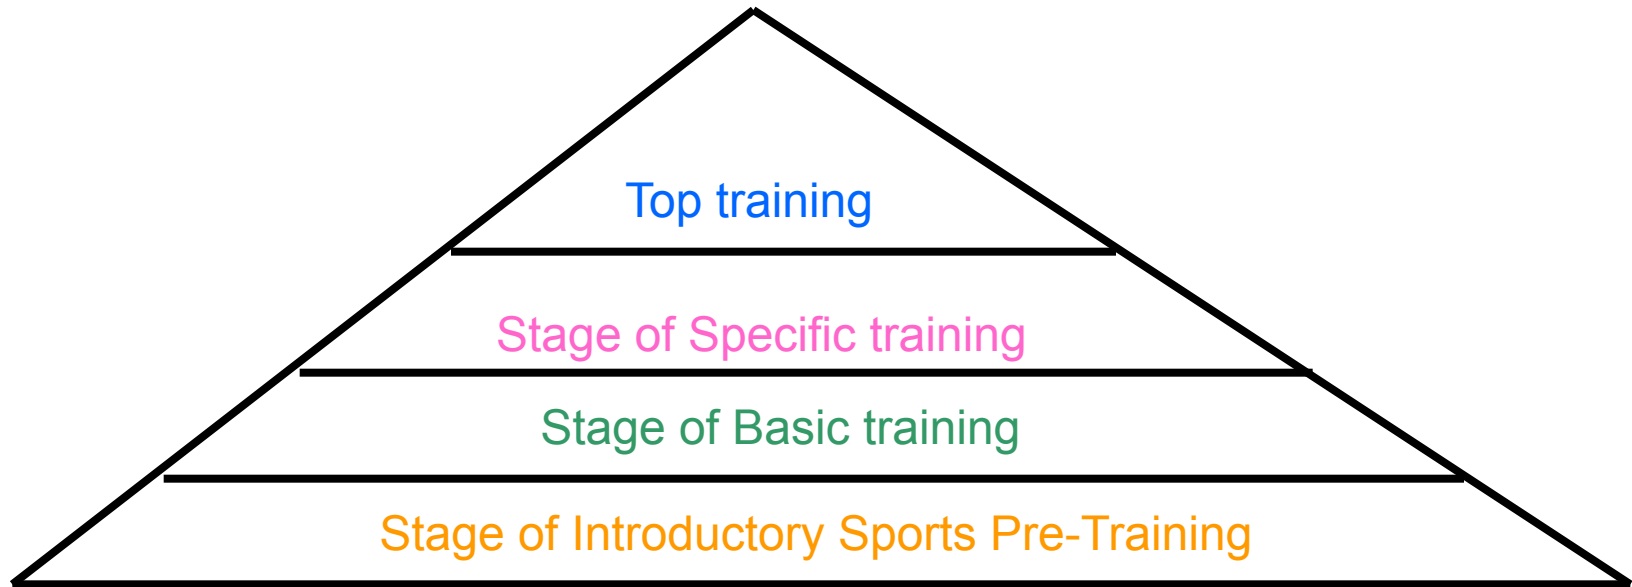 Top training
Stage of Specific training
Stage of Basic training
Stage of Introductory Sports Pre-Training